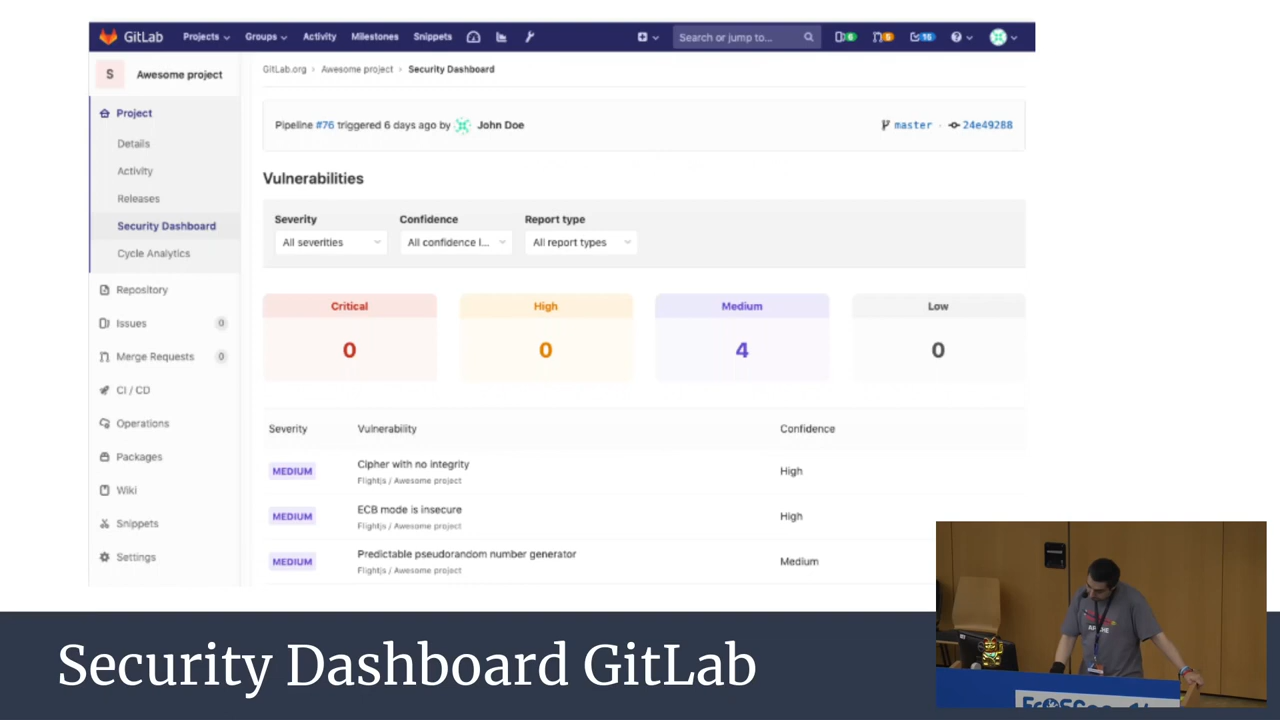 GitLab Projects Groups Activity Milestones Snippets Search or jump to... 6 5 16
S Awesome project
GitLab.org > Awesome project > Security Dashboard
Project
Details
Activity
Releases
Security Dashboard
Cycle Analytics
Repository
Issues 0
Merge Requests 0
CI / CD
Operations
Packages
Wiki
Snippets
Settings
Pipeline #76 triggered 6 days ago by John Doe master · 24e49288
Vulnerabilities
Severity Confidence Report type
All severities All confidence l... All report types
Critical High Medium Low
0 0 4 0
Severity Vulnerability Confidence
MEDIUM Cipher with no integrity High
Flightjs / Awesome project
MEDIUM ECB mode is insecure High
Flightjs / Awesome project
MEDIUM Predictable pseudorandom number generator Medium
Flightjs / Awesome project
Security Dashboard GitLab